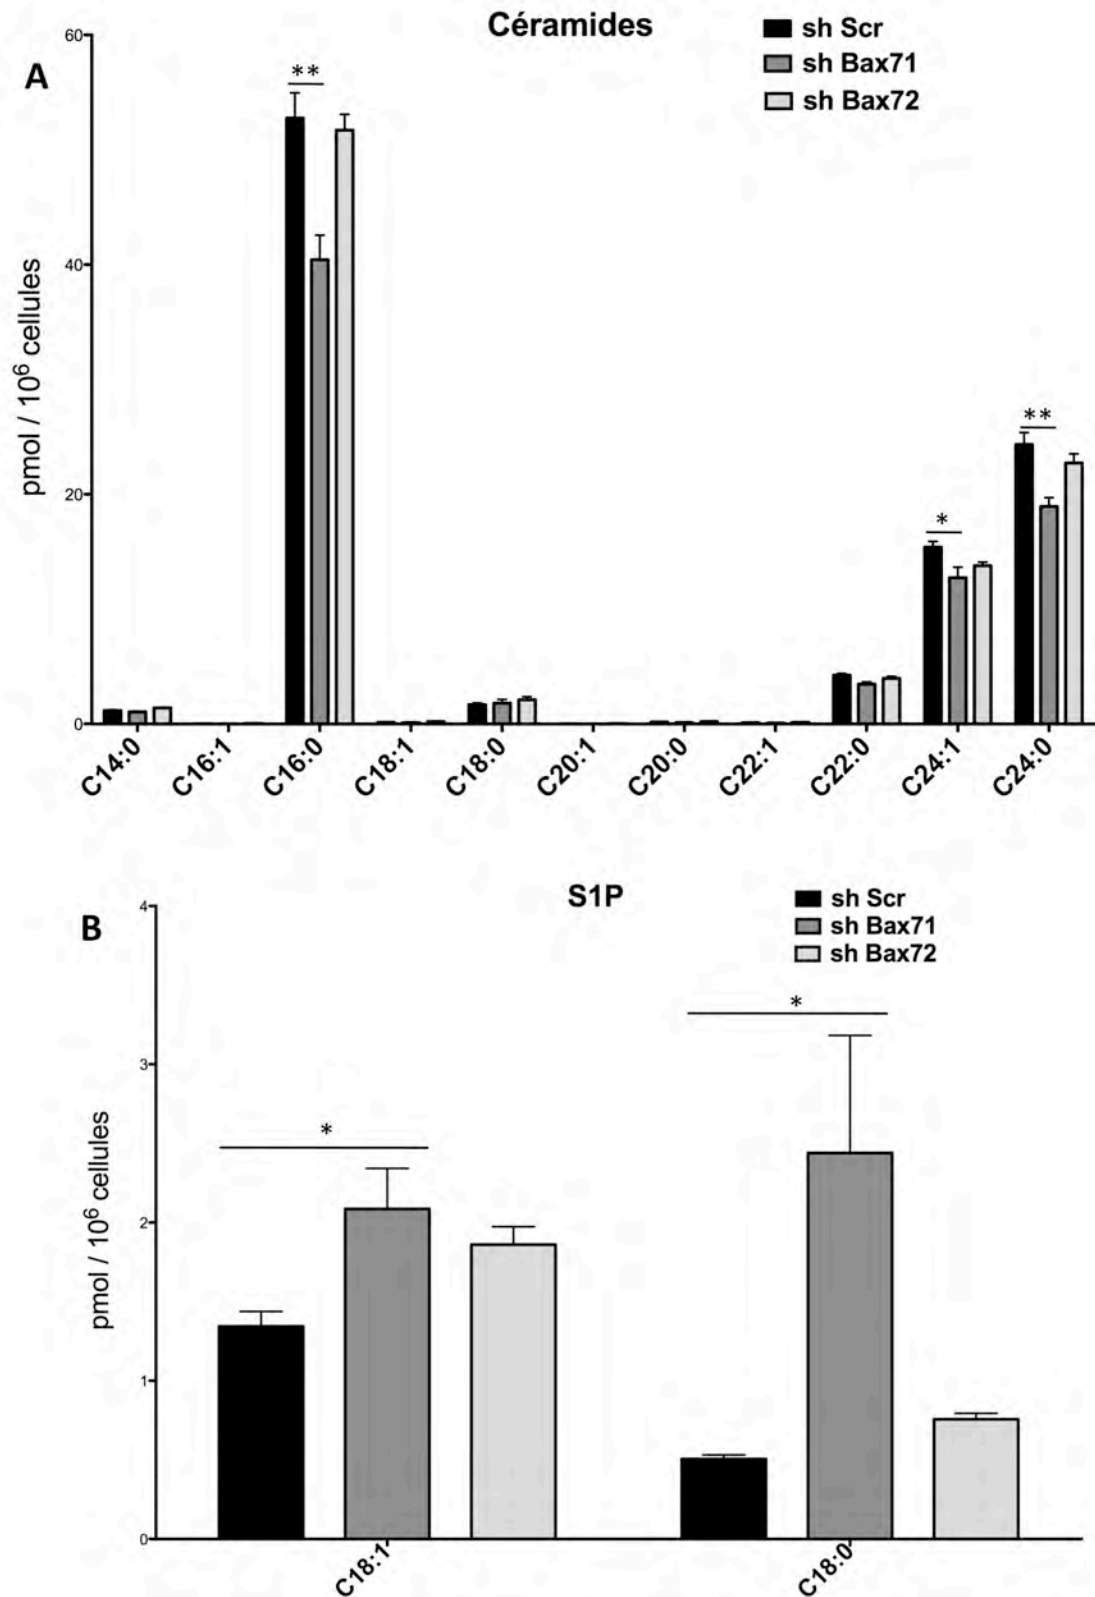 Céramides
A
sh Scr
sh Bax71
sh Bax72
60
40
20
0
pmol / 10⁶ cellules
**
*
**
C14:0
C16:1
C16:0
C18:1
C18:0
C20:1
C20:0
C22:1
C22:0
C24:1
C24:0
S1P
B
sh Scr
sh Bax71
sh Bax72
4
3
2
1
0
pmol / 10⁶ cellules
*
*
C18:1
C18:0